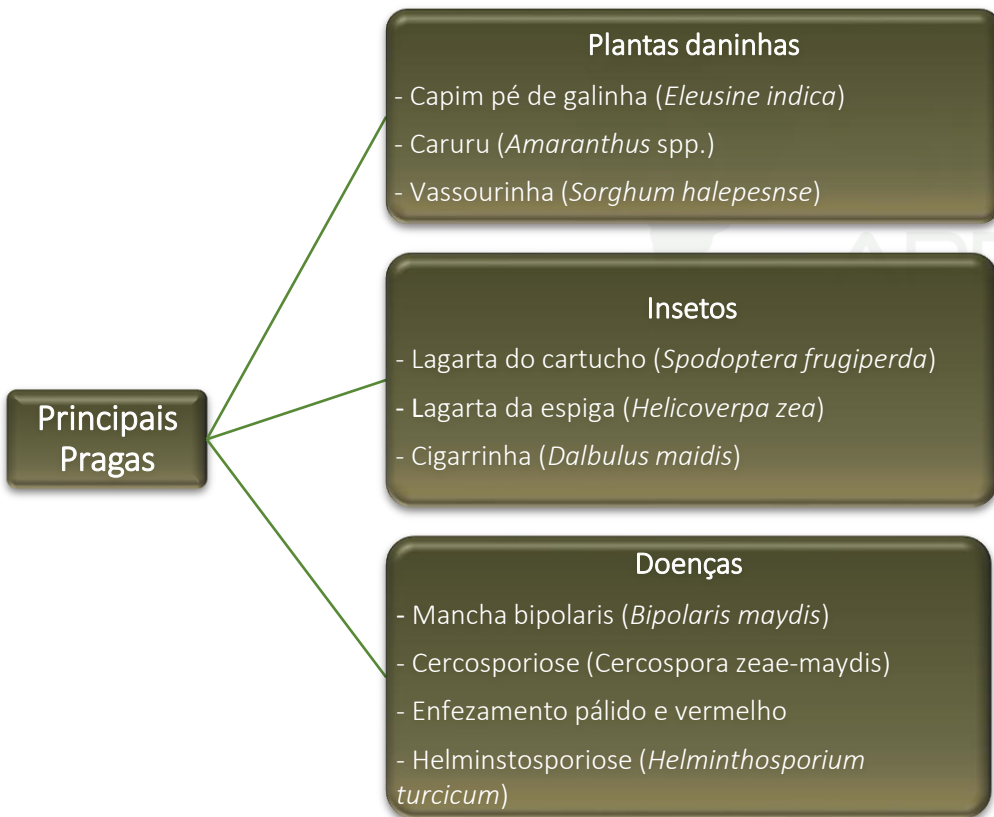 Plantas daninhas
- Capim pé de galinha (Eleusine indica)
- Caruru (Amaranthus spp.)
- Vassourinha (Sorghum halepesnse)
Insetos
- Lagarta do cartucho (Spodoptera frugiperda)
- Lagarta da espiga (Helicoverpa zea)
- Cigarrinha (Dalbulus maidis)
Principais
Pragas
Doenças
- Mancha bipolaris (Bipolaris maydis)
- Cercosporiose (Cercospora zeae-maydis)
- Enfezamento pálido e vermelho
- Helminstosporiose (Helminthosporium
turcicum)